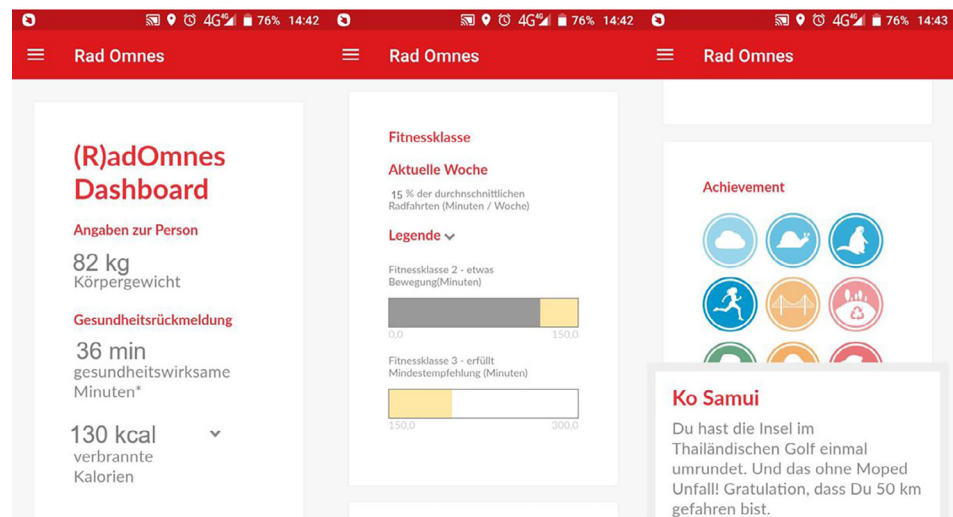 4G 76% 14:42
Rad Omnes
(R)adOmnes
Dashboard
Angaben zur Person
82 kg
Körpergewicht
Gesundheitsrückmeldung
36 min
gesundheitswirksame
Minuten*
130 kcal
verbrannte
Kalorien
4G 76% 14:42
Rad Omnes
Fitnessklasse
Aktuelle Woche
15 % der durchschnittlichen
Radfahrten (Minuten / Woche)
Legende
Fitnessklasse 2 - etwas
Bewegung(Minuten)
0,0 150,0
Fitnessklasse 3 - erfüllt
Mindestempfehlung (Minuten)
150,0 300,0
4G 76% 14:43
Rad Omnes
Achievement
Ko Samui
Du hast die Insel im
Thailändischen Golf einmal
umrundet. Und das ohne Moped
Unfall! Gratulation, dass Du 50 km
gefahren bist.